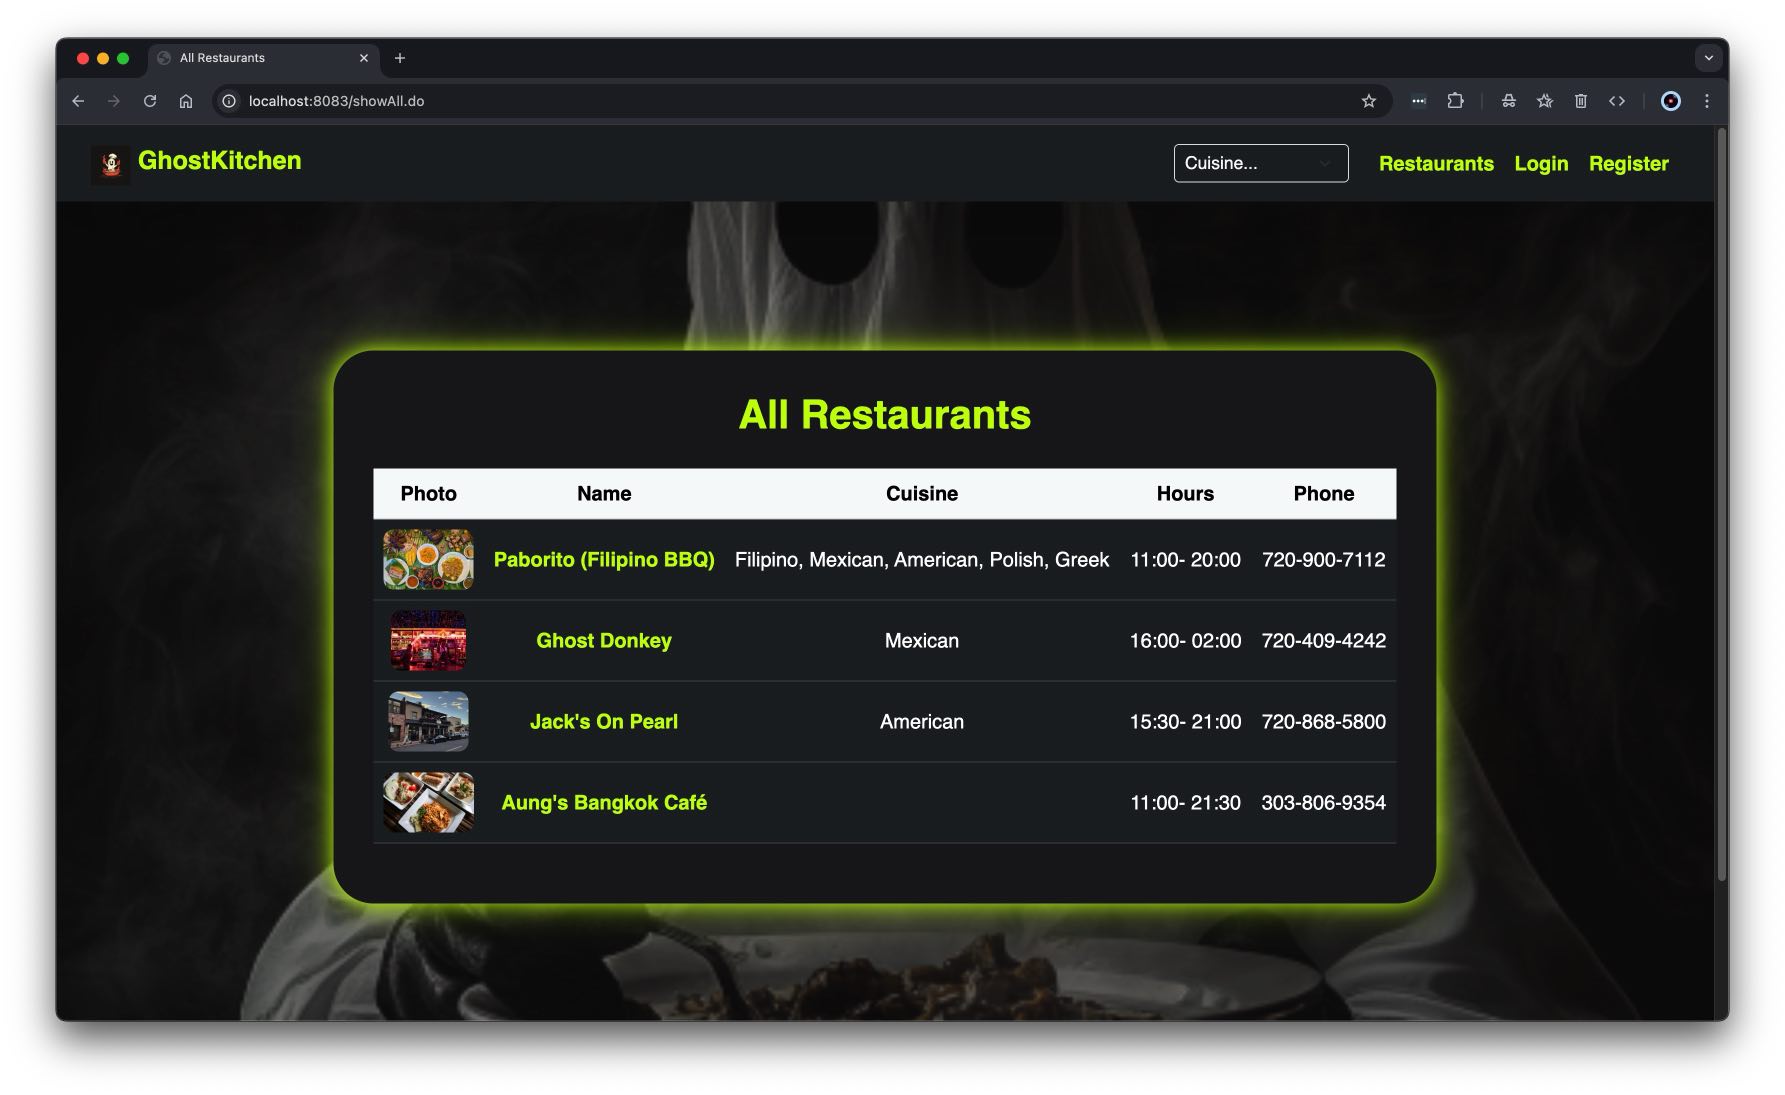 All Restaurants
localhost:8083/showAll.do
GhostKitchen
Cuisine...
Restaurants Login Register
All Restaurants
Photo Name Cuisine Hours Phone
Paborito (Filipino BBQ) Filipino, Mexican, American, Polish, Greek 11:00- 20:00 720-900-7112
Ghost Donkey Mexican 16:00- 02:00 720-409-4242
Jack's On Pearl American 15:30- 21:00 720-868-5800
Aung's Bangkok Café 11:00- 21:30 303-806-9354